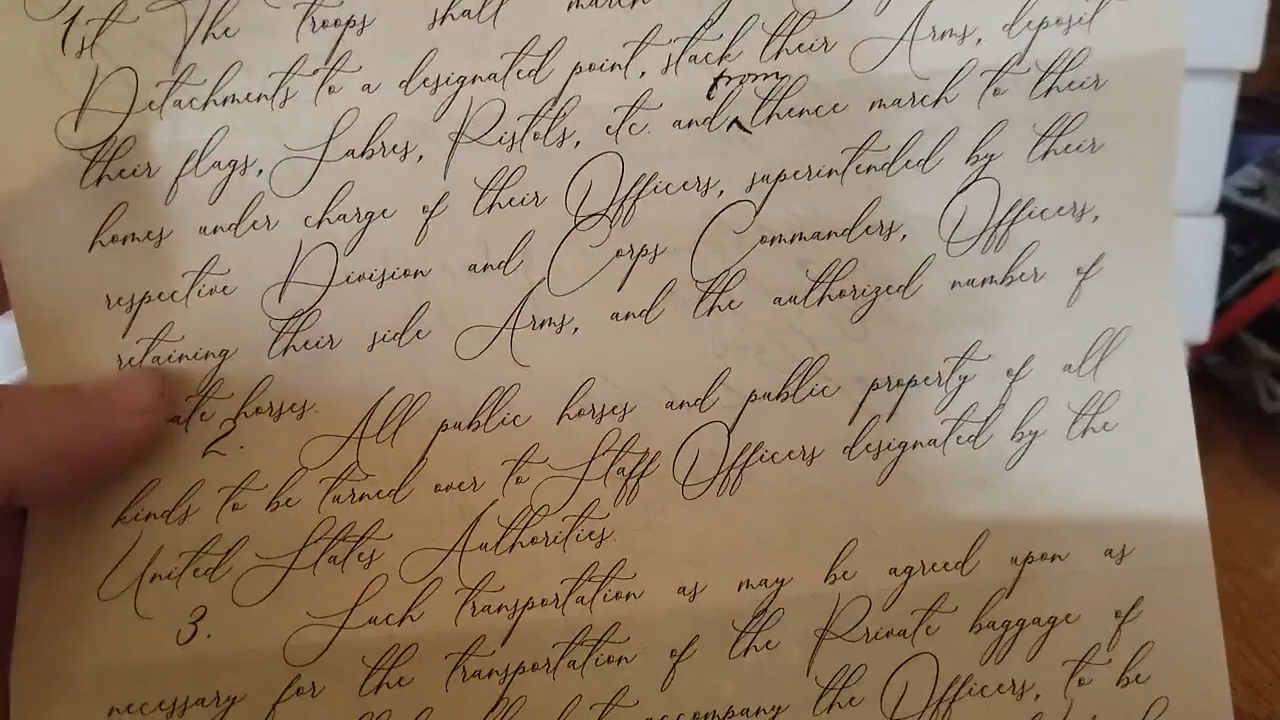 1st The troops shall march
Detachments to a designated point, stack their Arms, deposit
their flags, Sabres, Pistols, etc. and from thence march to their
homes under charge of their Officers, superintended by their
respective Division and Corps Commanders, Officers,
retaining their side Arms, and the authorized number of
ate horses.
2. All public horses and public property of all
kinds to be turned over to Staff Officers designated by the
United States Authorities.
3. Such transportation as may be agreed upon as
necessary for the transportation of the Private baggage of
accompany the Officers, to be